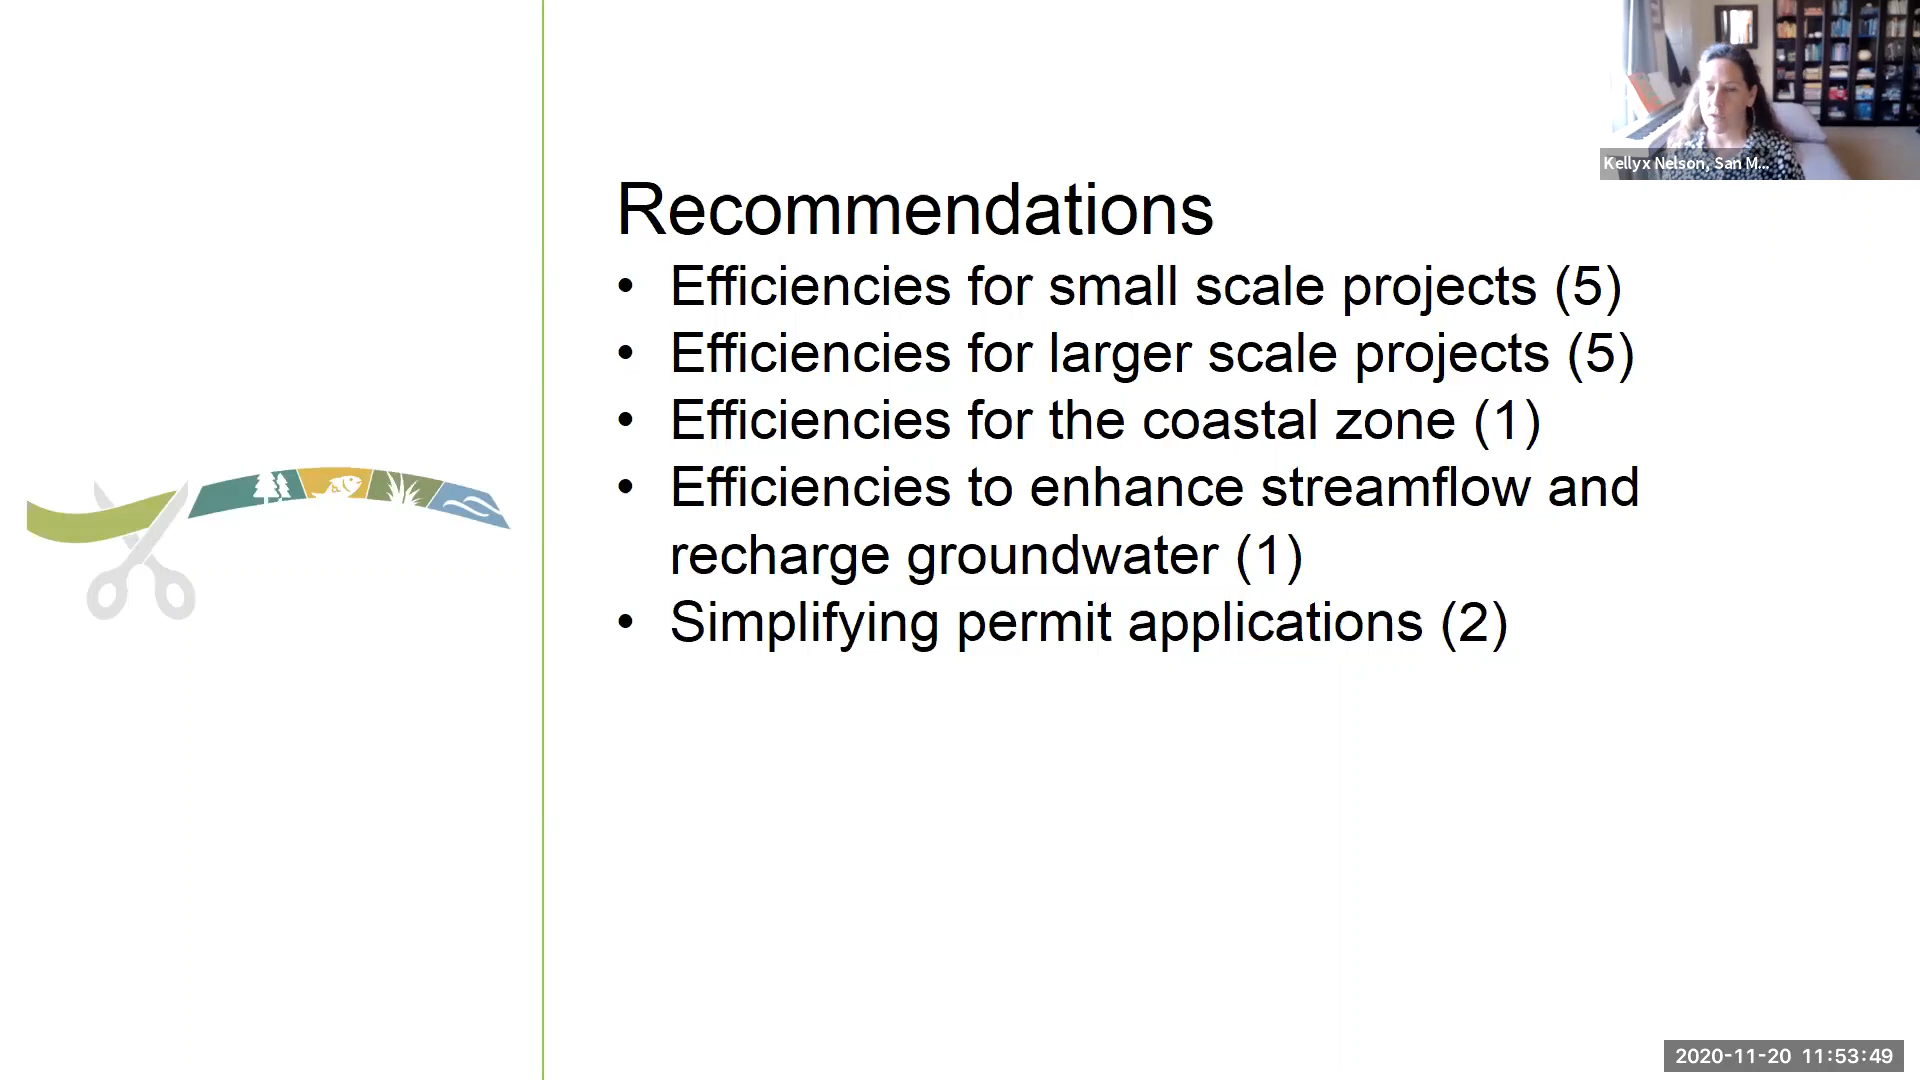 Kellyx Nelson, San M...
Recommendations
• Efficiencies for small scale projects (5)
• Efficiencies for larger scale projects (5)
• Efficiencies for the coastal zone (1)
• Efficiencies to enhance streamflow and
recharge groundwater (1)
• Simplifying permit applications (2)
2020-11-20 11:53:49